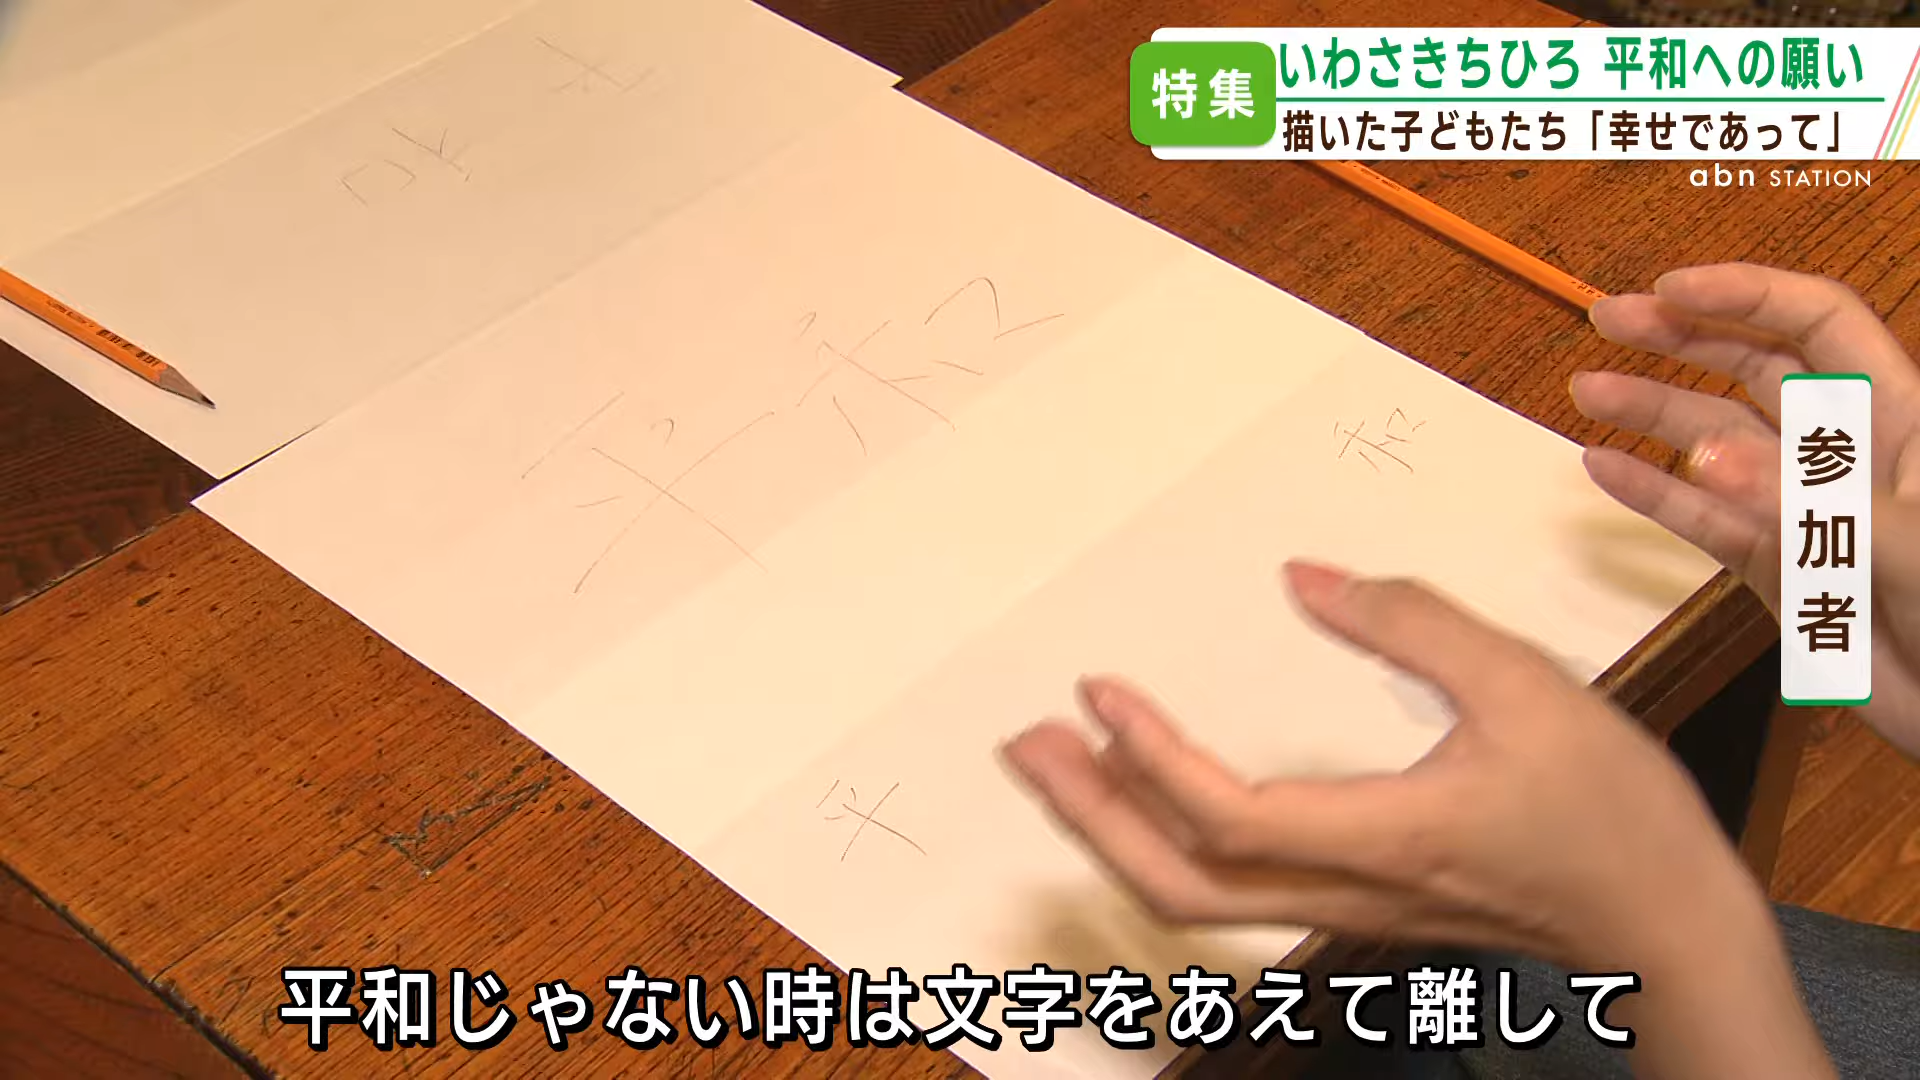 特集
いわさきちひろ 平和への願い
描いた子どもたち「幸せであって」
abn STATION
平和
和
平
参加者
平和じゃない時は文字をあえて離して